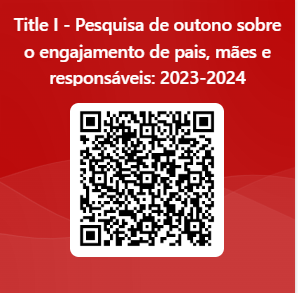 Title I - Pesquisa de outono sobre
o engajamento de pais, mães e
responsáveis: 2023-2024